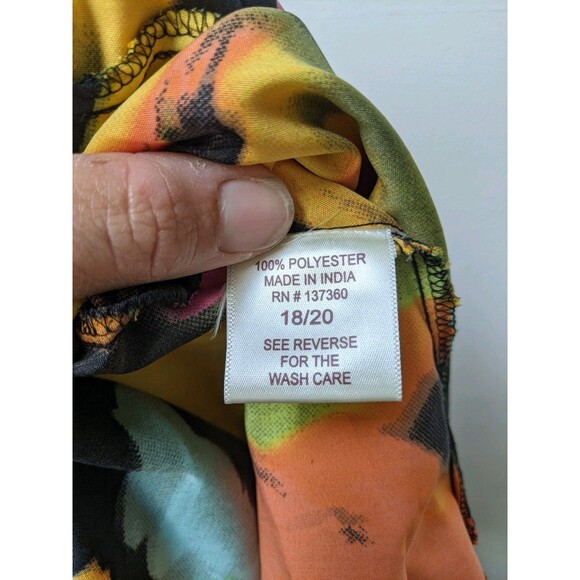 100% POLYESTER
MADE IN INDIA
RN # 137360
18/20
SEE REVERSE
FOR THE
WASH CARE